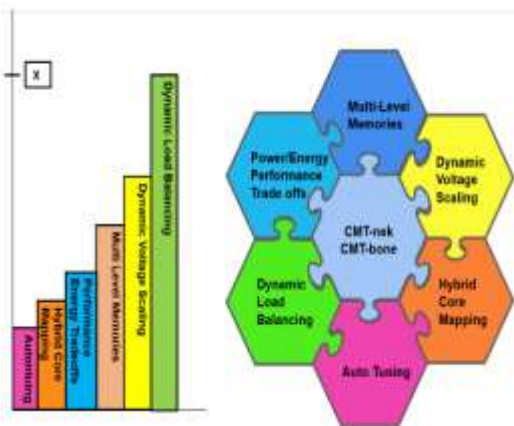 X
Autotuning
Hybrid Core
Mapping
Performance
Energy Tradeoffs
Multi Level Memories
Dynamic Voltage Scaling
Dynamic Load Balancing
Multi-Level
Memories
Power/Energy
Performance
Trade offs
Dynamic
Voltage
Scaling
CMT-nek
CMT-bone
Dynamic
Load
Balancing
Hybrid
Core
Mapping
Auto Tuning